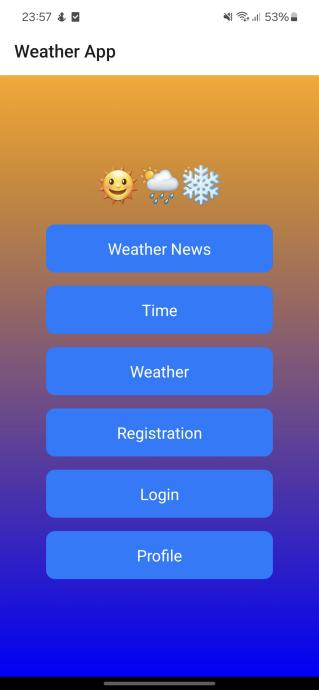 23:57 53%
Weather App
Weather News
Time
Weather
Registration
Login
Profile